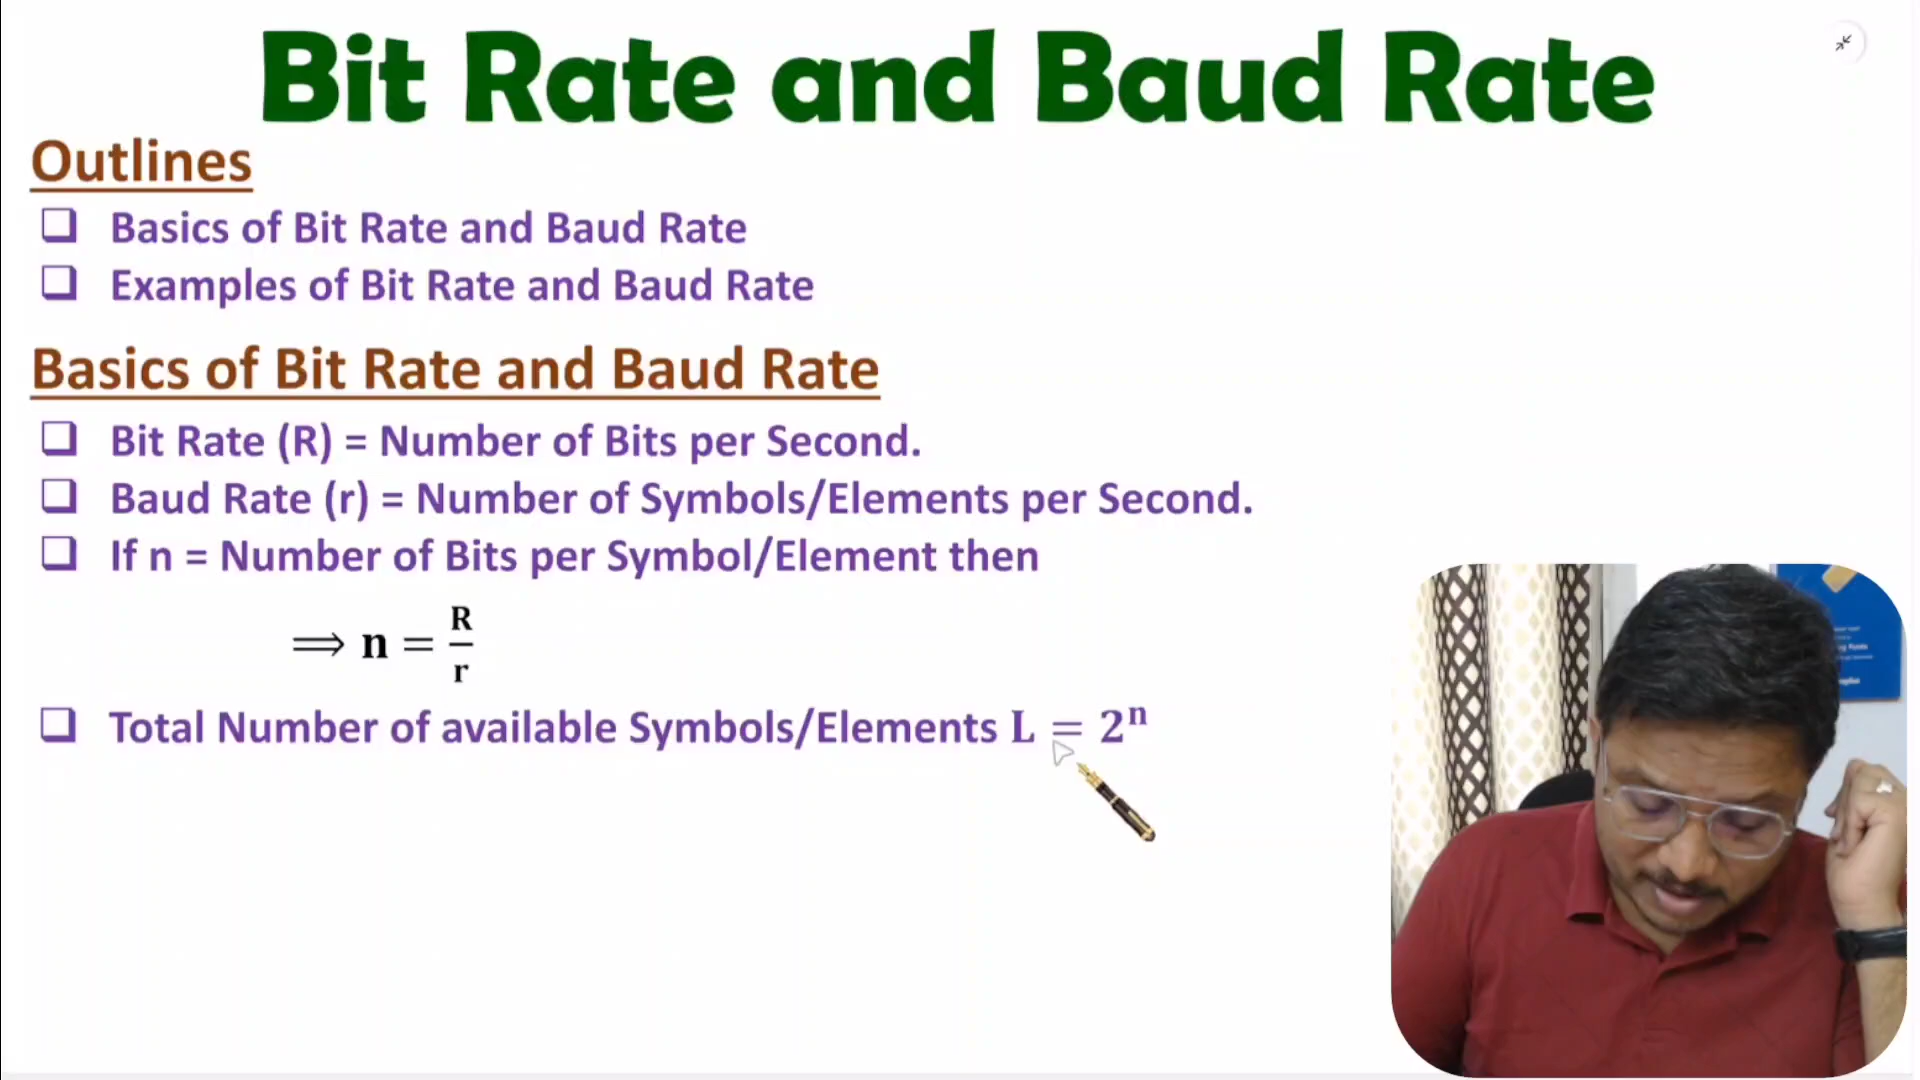 Bit Rate and Baud Rate
Outlines
❑ Basics of Bit Rate and Baud Rate
❑ Examples of Bit Rate and Baud Rate
Basics of Bit Rate and Baud Rate
❑ Bit Rate (R) = Number of Bits per Second.
❑ Baud Rate (r) = Number of Symbols/Elements per Second.
❑ If n = Number of Bits per Symbol/Element then
⟹ n = R/r
❑ Total Number of available Symbols/Elements L = 2ⁿ